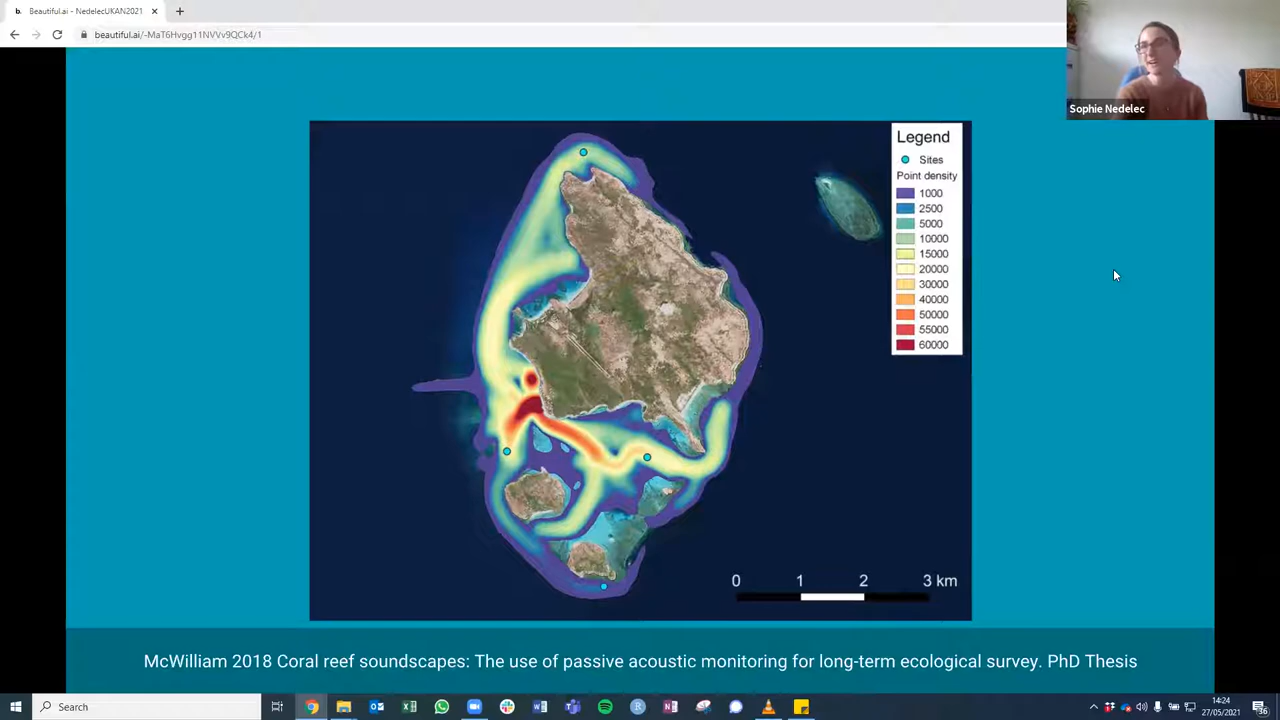 b. Beautiful.ai - NedelecUKAN2021
beautiful.ai/-MaT6Hvgg11NVVv9QCk4/1
Sophie Nedelec
Legend
Sites
Point density
1000
2500
5000
10000
15000
20000
30000
40000
50000
55000
60000
0 1 2 3 km
McWilliam 2018 Coral reef soundscapes: The use of passive acoustic monitoring for long-term ecological survey. PhD Thesis
Search
14:24
27/05/2021
36